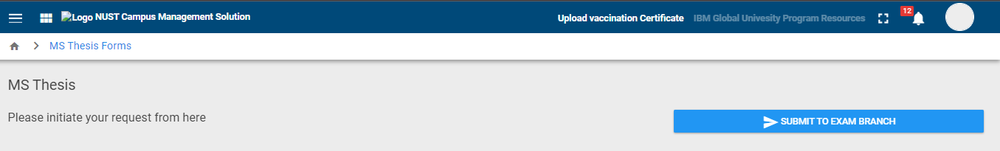 Logo NUST Campus Management Solution
Upload vaccination Certificate
IBM Global Univesity Program Resources
12
MS Thesis Forms
MS Thesis
Please initiate your request from here
SUBMIT TO EXAM BRANCH